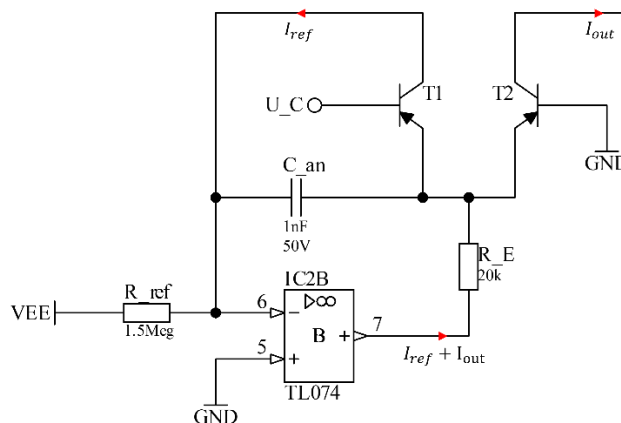 I_ref
I_out
T1
T2
U_C
GND
C_an
1nF
50V
R_E
20k
IC2B
VEE
R_ref
1.5Meg
6
−
▷∞
B
+
7
5
+
I_ref + I_out
TL074
GND